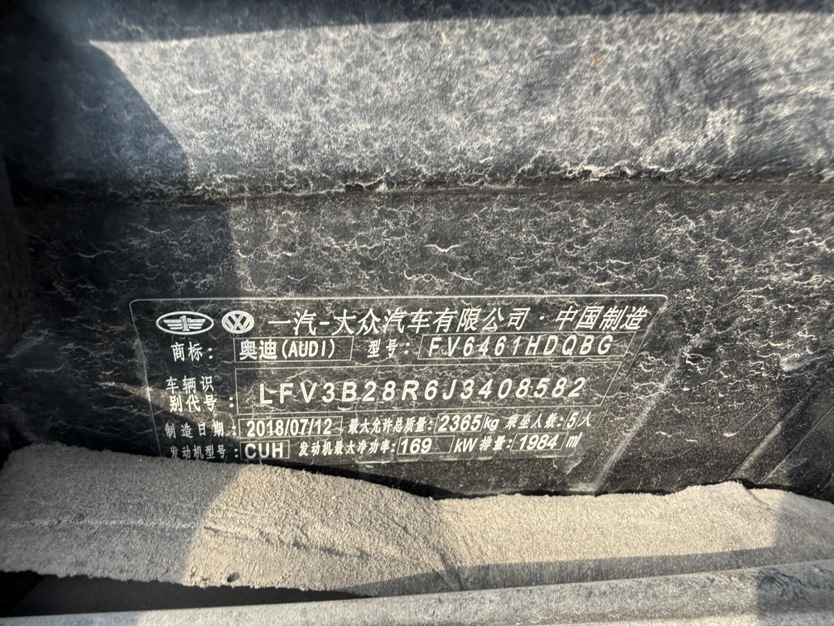 一汽-大众汽车有限公司·中国制造
商标: 奥迪(AUDI) 型号: FV6461HDQBG
车辆识
别代号: LFV3B28R6J3408582
制造日期: 2018/07/12 最大允许总质量: 2365kg 乘坐人数: 5人
发动机型号: CUH 发动机最大净功率: 169 kW 排量: 1984 ml